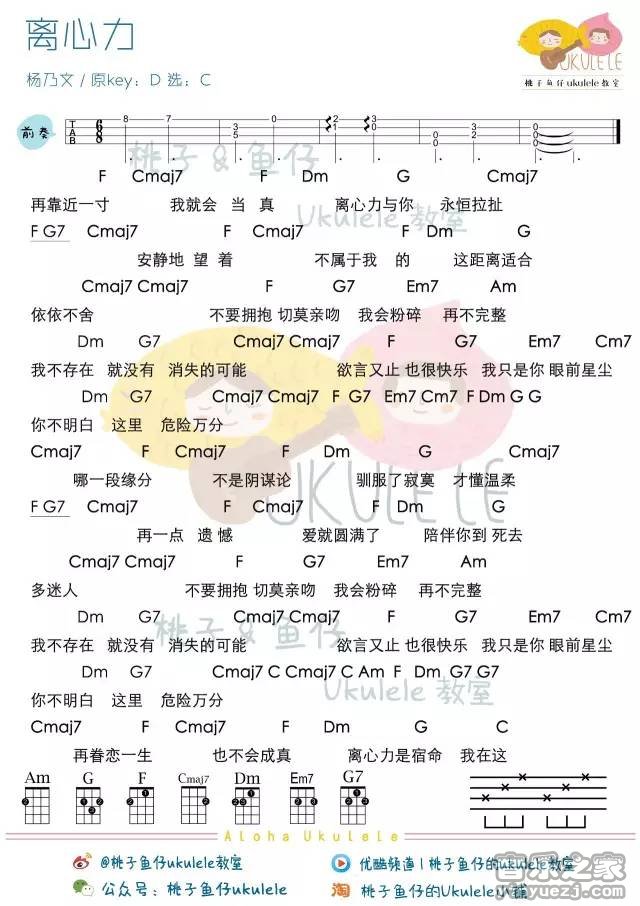 离心力
UKULELE
杨乃文 / 原key：D 选：C
桃子鱼仔ukulele教室
前奏
T A B 6 8 8 7 3 5 0 2 1 3 0 0 3 2 0 0 0 0
桃子 & 鱼仔
F Cmaj7 F Dm G Cmaj7
再靠近一寸 我就会 当 真 离心力与你 永恒拉扯
Ukulele 教室
F G7 Cmaj7 F Cmaj7 F Dm G
安静地 望 着 不属于我 的 这距离适合
Cmaj7 Cmaj7 F G7 Em7 Am
依依不舍 不要拥抱 切莫亲吻 我会粉碎 再不完整
Dm G7 Cmaj7 Cmaj7 F G7 Em7 Cm7
我不存在 就没有 消失的可能 欲言又止 也很快乐 我只是你 眼前星尘
Dm G7 Cmaj7 Cmaj7 F G7 Em7 Cm7 F Dm G G
你不明白 这里 危险万分
Cmaj7 F Cmaj7 F Dm G Cmaj7
哪一段缘分 不是阴谋论 驯服了寂寞 才懂温柔
UKULELE
F G7 Cmaj7 F Cmaj7 F Dm G
再一点 遗 憾 爱就圆满了 陪伴你到 死去
Cmaj7 Cmaj7 F G7 Em7 Am
多迷人 不要拥抱 切莫亲吻 我会粉碎 再不完整
Dm G7 Cmaj7 Cmaj7 F G7 Em7 Cm7
桃子 & 鱼仔
我不存在 就没有 消失的可能 欲言又止 也很快乐 我只是你 眼前星尘
Dm G7 Cmaj7 C Cmaj7 C Am F Dm G7 G7
Ukulele 教室
你不明白 这里 危险万分
Cmaj7 F Cmaj7 F Dm G C
再眷恋一生 也不会成真 离心力是宿命 我在这
Am G F Cmaj7 Dm Em7 G7
Aloha Ukulele
@桃子鱼仔ukulele教室 优酷频道 | 桃子鱼仔的ukulele教室
公众号：桃子鱼仔ukulele 淘 桃子鱼仔的Ukulele小铺
音乐之家